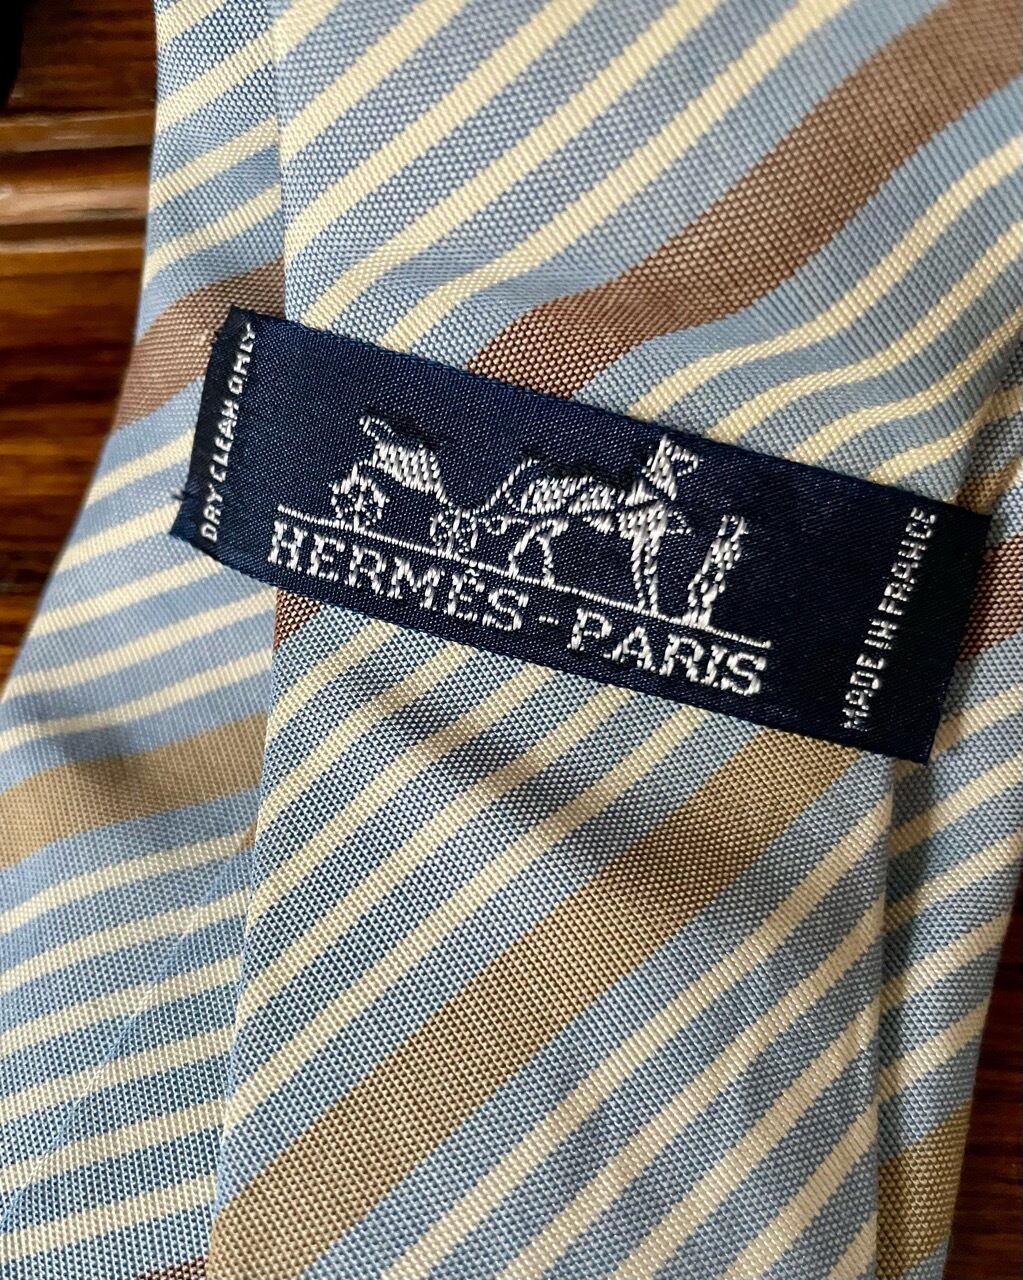 DRY CLEAN ONLY
HERMÈS-PARIS
MADE IN FRANCE